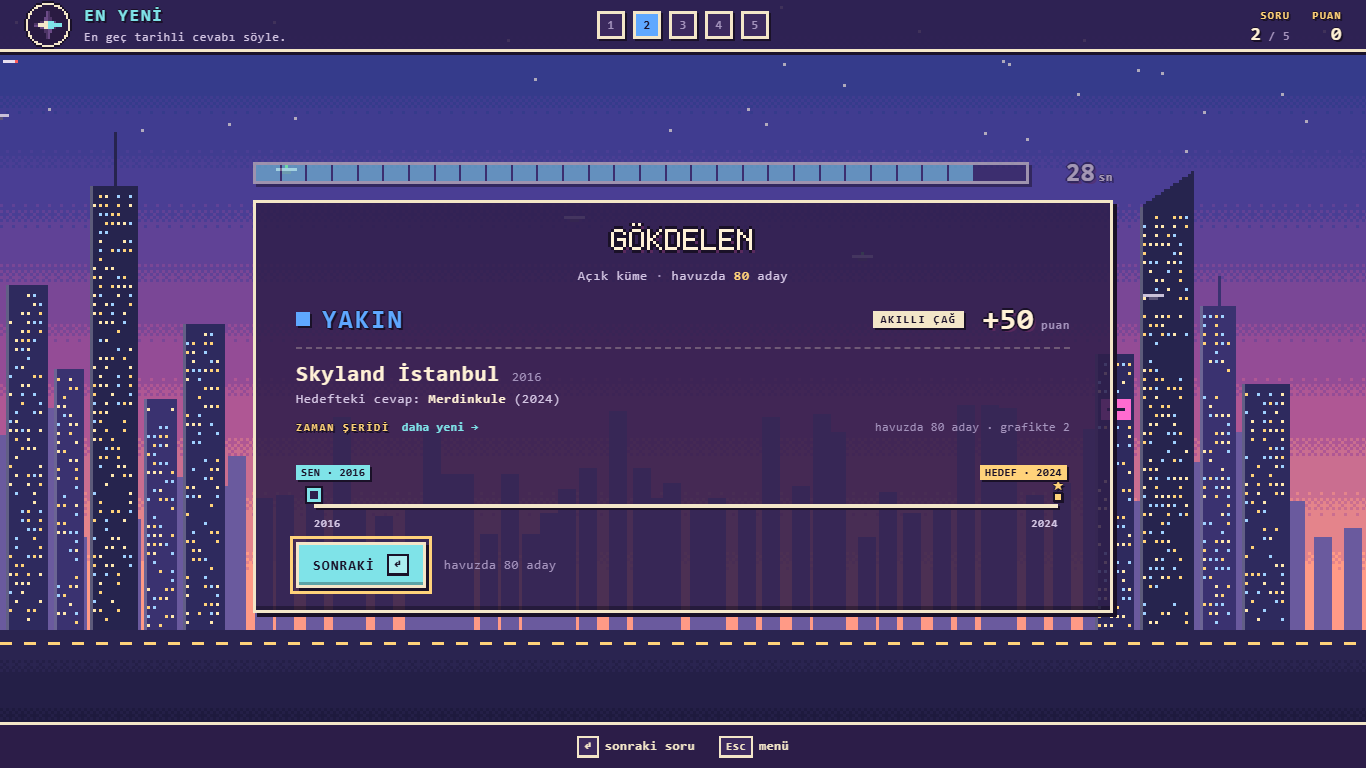 EN YENİ
En geç tarihli cevabı söyle.
1 2 3 4 5
SORU PUAN
2 / 5 0
28 sn
GÖKDELEN
Açık küme · havuzda 80 aday
YAKIN
AKILLI ÇAĞ +50 puan
Skyland İstanbul 2016
Hedefteki cevap: Merdinkule (2024)
ZAMAN ŞERİDİ daha yeni →
havuzda 80 aday · grafikte 2
SEN · 2016
HEDEF · 2024
2016 2024
SONRAKİ ↲
havuzda 80 aday
↲ sonraki soru Esc menü